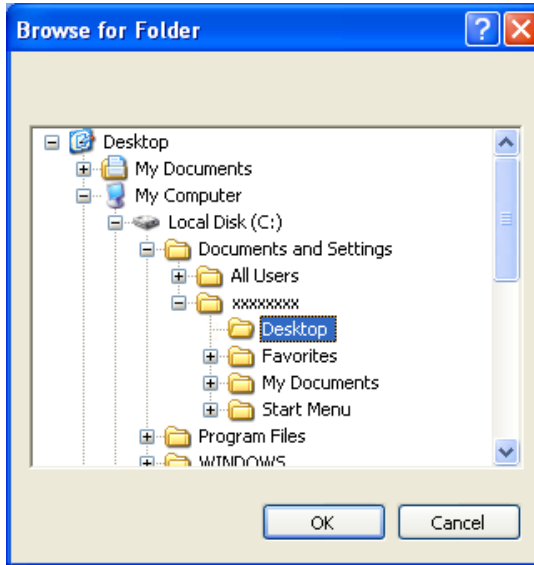 Browse for Folder
Desktop
My Documents
My Computer
Local Disk (C:)
Documents and Settings
All Users
xxxxxxxx
Desktop
Favorites
My Documents
Start Menu
Program Files
WINDOWS
OK Cancel